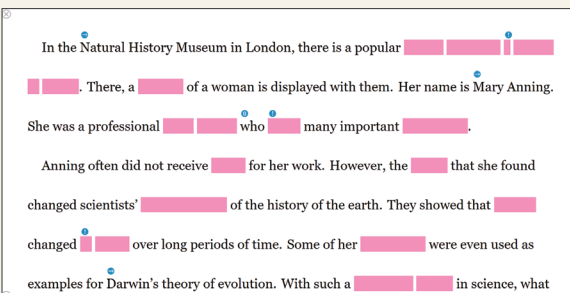 In the Natural History Museum in London, there is a popular
. There, a of a woman is displayed with them. Her name is Mary Anning.
She was a professional who many important .
Anning often did not receive for her work. However, the that she found
changed scientists’ of the history of the earth. They showed that
changed over long periods of time. Some of her were even used as
examples for Darwin’s theory of evolution. With such a in science, what